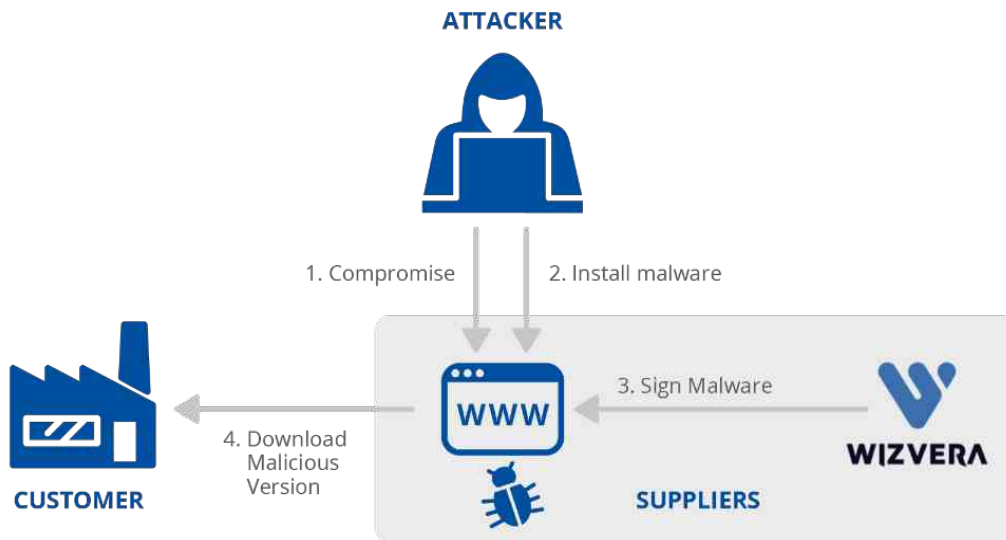 ATTACKER
1. Compromise
2. Install malware
WWW
3. Sign Malware
WIZVERA
4. Download
Malicious
Version
CUSTOMER
SUPPLIERS